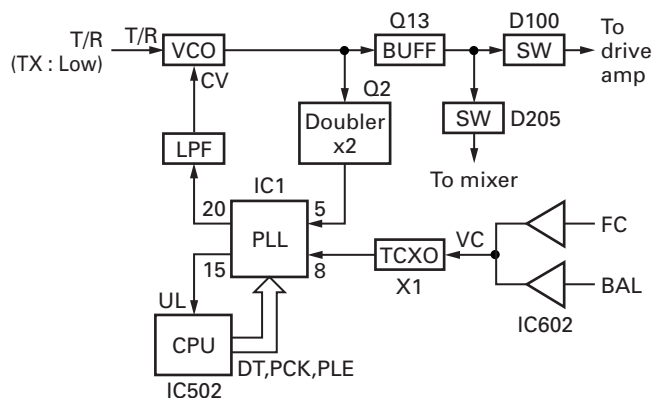 T/R
(TX : Low)
T/R
VCO
CV
Q13
BUFF
D100
SW
To
drive
amp
Q2
Doubler
x2
SW
D205
To mixer
LPF
IC1
20
5
PLL
15
8
TCXO
X1
VC
FC
BAL
IC602
UL
CPU
DT,PCK,PLE
IC502